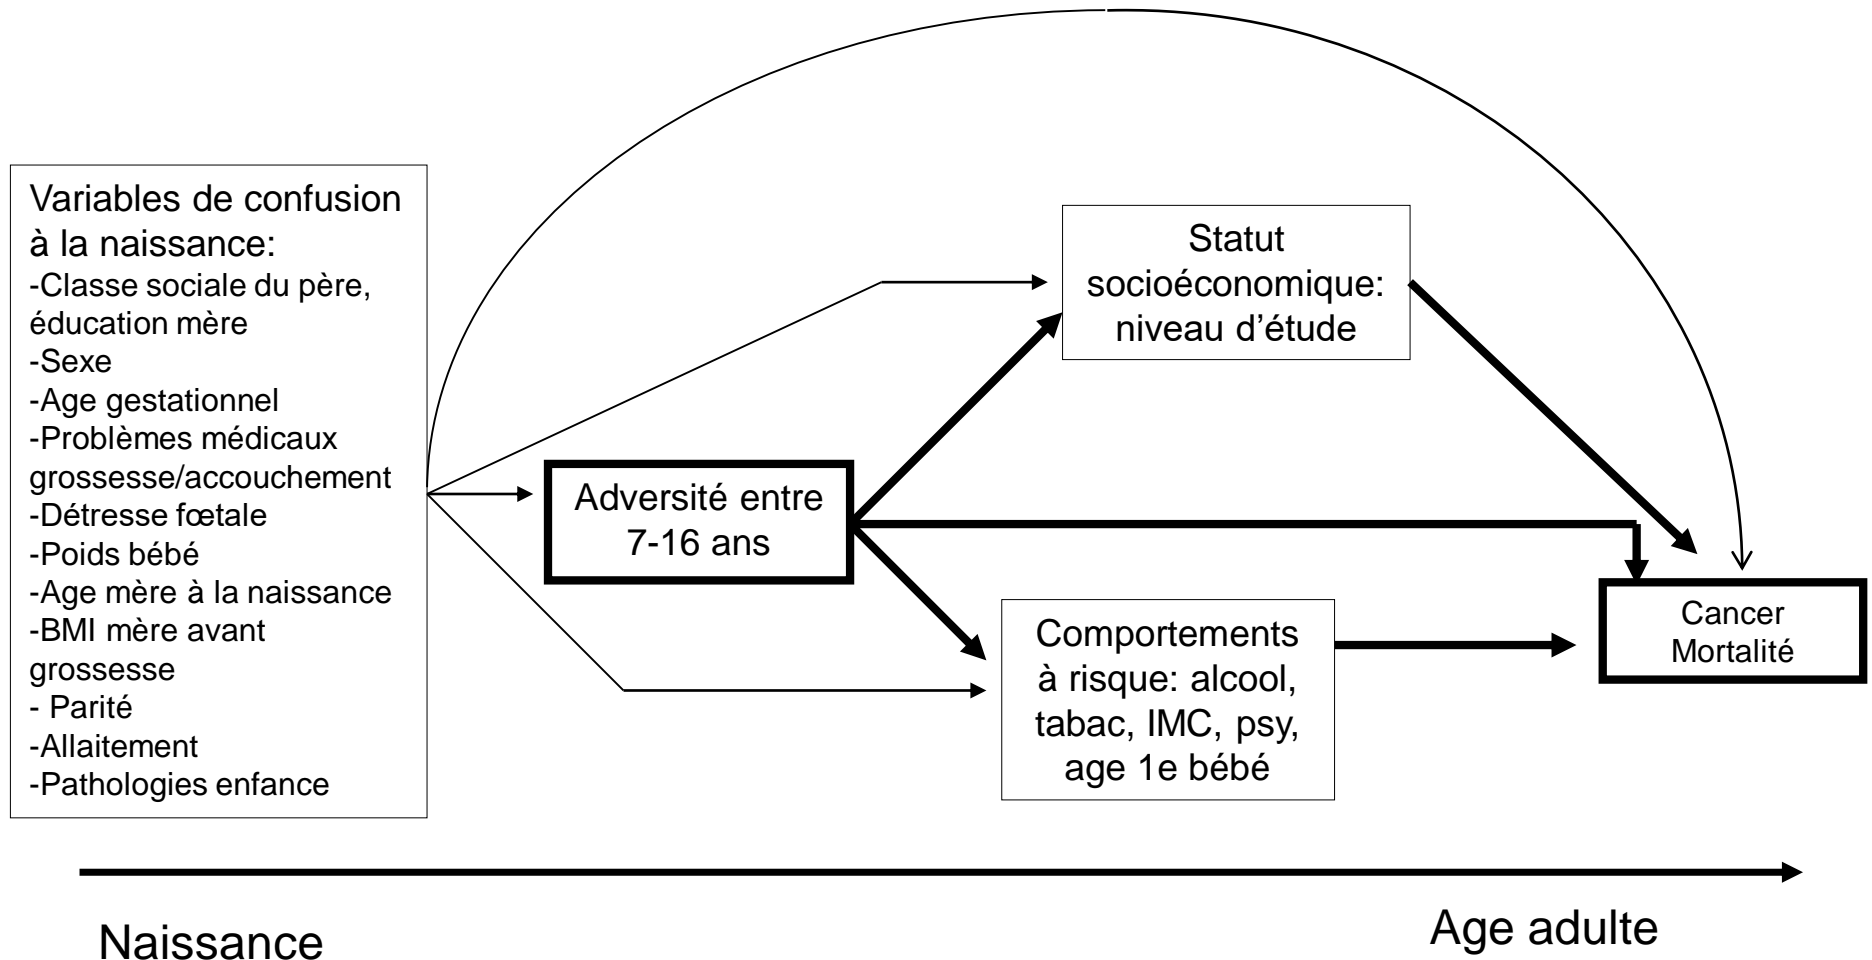 Variables de confusion
à la naissance:
-Classe sociale du père,
éducation mère
-Sexe
-Age gestationnel
-Problèmes médicaux
grossesse/accouchement
-Détresse fœtale
-Poids bébé
-Age mère à la naissance
-BMI mère avant
grossesse
- Parité
-Allaitement
-Pathologies enfance
Adversité entre
7-16 ans
Statut
socioéconomique:
niveau d’étude
Comportements
à risque: alcool,
tabac, IMC, psy,
age 1e bébé
Cancer
Mortalité
Naissance
Age adulte